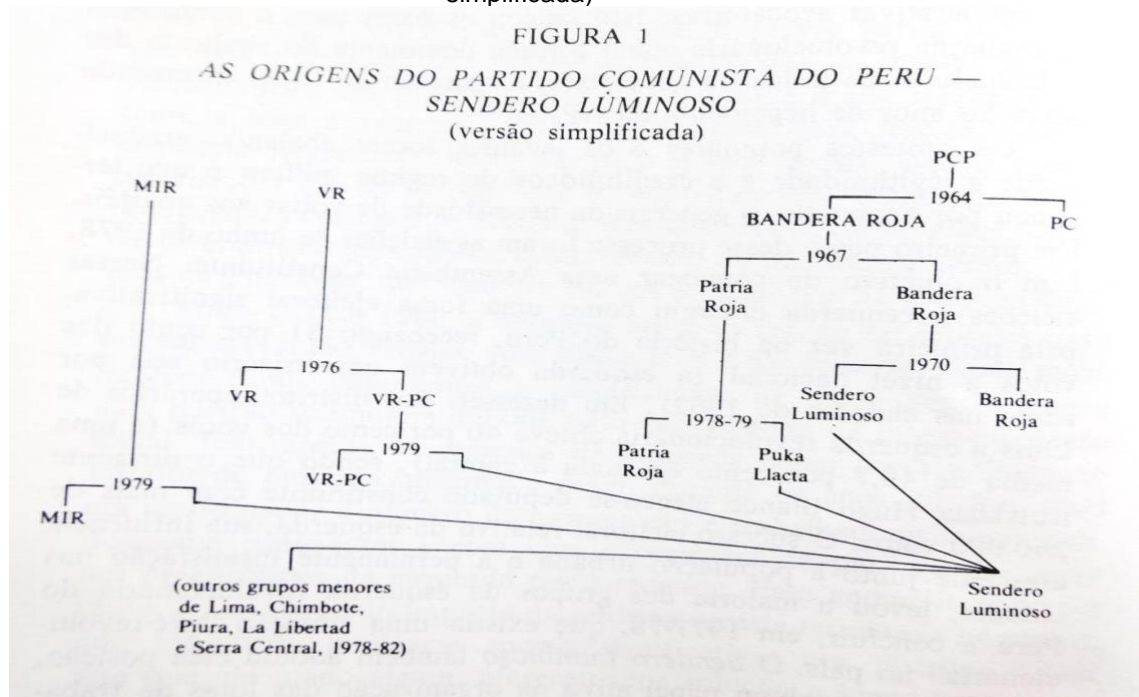 simplificada)
FIGURA 1
AS ORIGENS DO PARTIDO COMUNISTA DO PERU —
SENDERO LUMINOSO
(versão simplificada)
PCP
1964
BANDERA ROJA
PC
MIR
VR
1967
Patria
Roja
Bandera
Roja
1976
1970
VR
VR-PC
Sendero
Luminoso
Bandera
Roja
1978-79
1979
Patria
Roja
Puka
Llacta
VR-PC
1979
MIR
(outros grupos meneres
de Lima, Chimbote,
Piura, La Libertad
e Serra Central, 1978-82)
Sendero
Luminoso